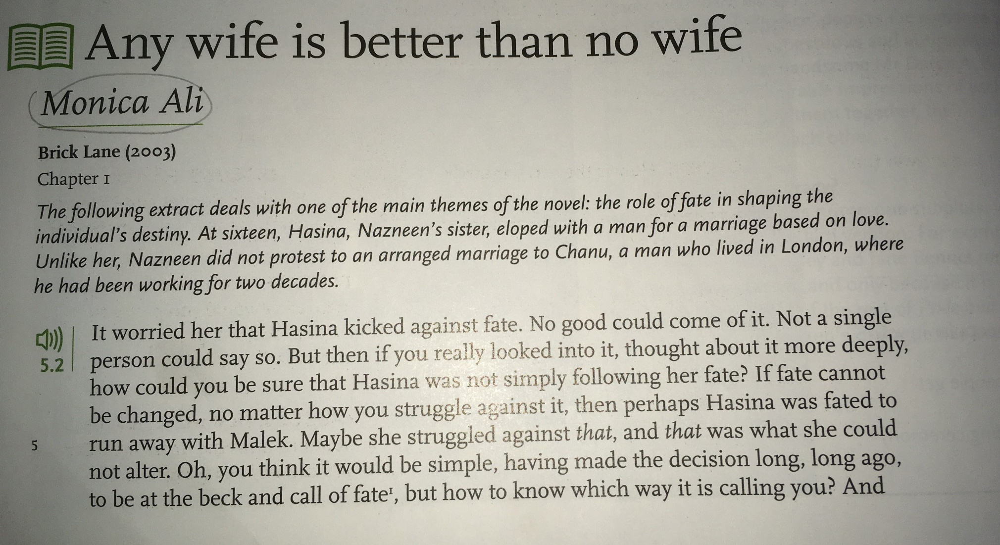 Any wife is better than no wife
Monica Ali
Brick Lane (2003)
Chapter 1
The following extract deals with one of the main themes of the novel: the role of fate in shaping the
individual's destiny. At sixteen, Hasina, Nazneen's sister, eloped with a man for a marriage based on love.
Unlike her, Nazneen did not protest to an arranged marriage to Chanu, a man who lived in London, where
he had been working for two decades.
It worried her that Hasina kicked against fate. No good could come of it. Not a single
person could say so. But then if you really looked into it, thought about it more deeply,
5.2
how could you be sure that Hasina was not simply following her fate? If fate cannot
be changed, no matter how you struggle against it, then perhaps Hasina was fated to
5 run away with Malek. Maybe she struggled against that, and that was what she could
not alter. Oh, you think it would be simple, having made the decision long, long ago,
to be at the beck and call of fate¹, but how to know which way it is calling you? And